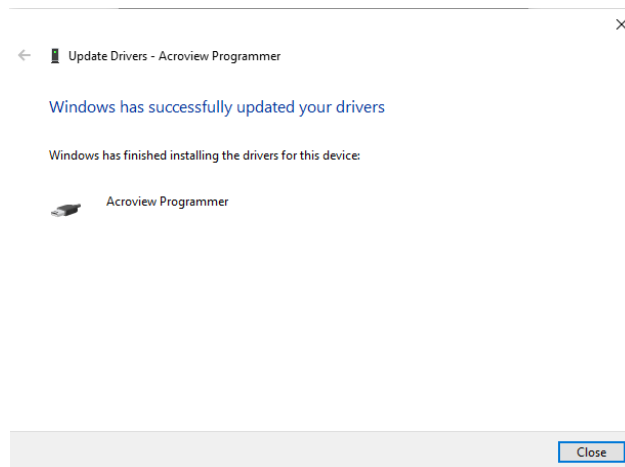 Update Drivers - Acroview Programmer
Windows has successfully updated your drivers
Windows has finished installing the drivers for this device:
Acroview Programmer
Close